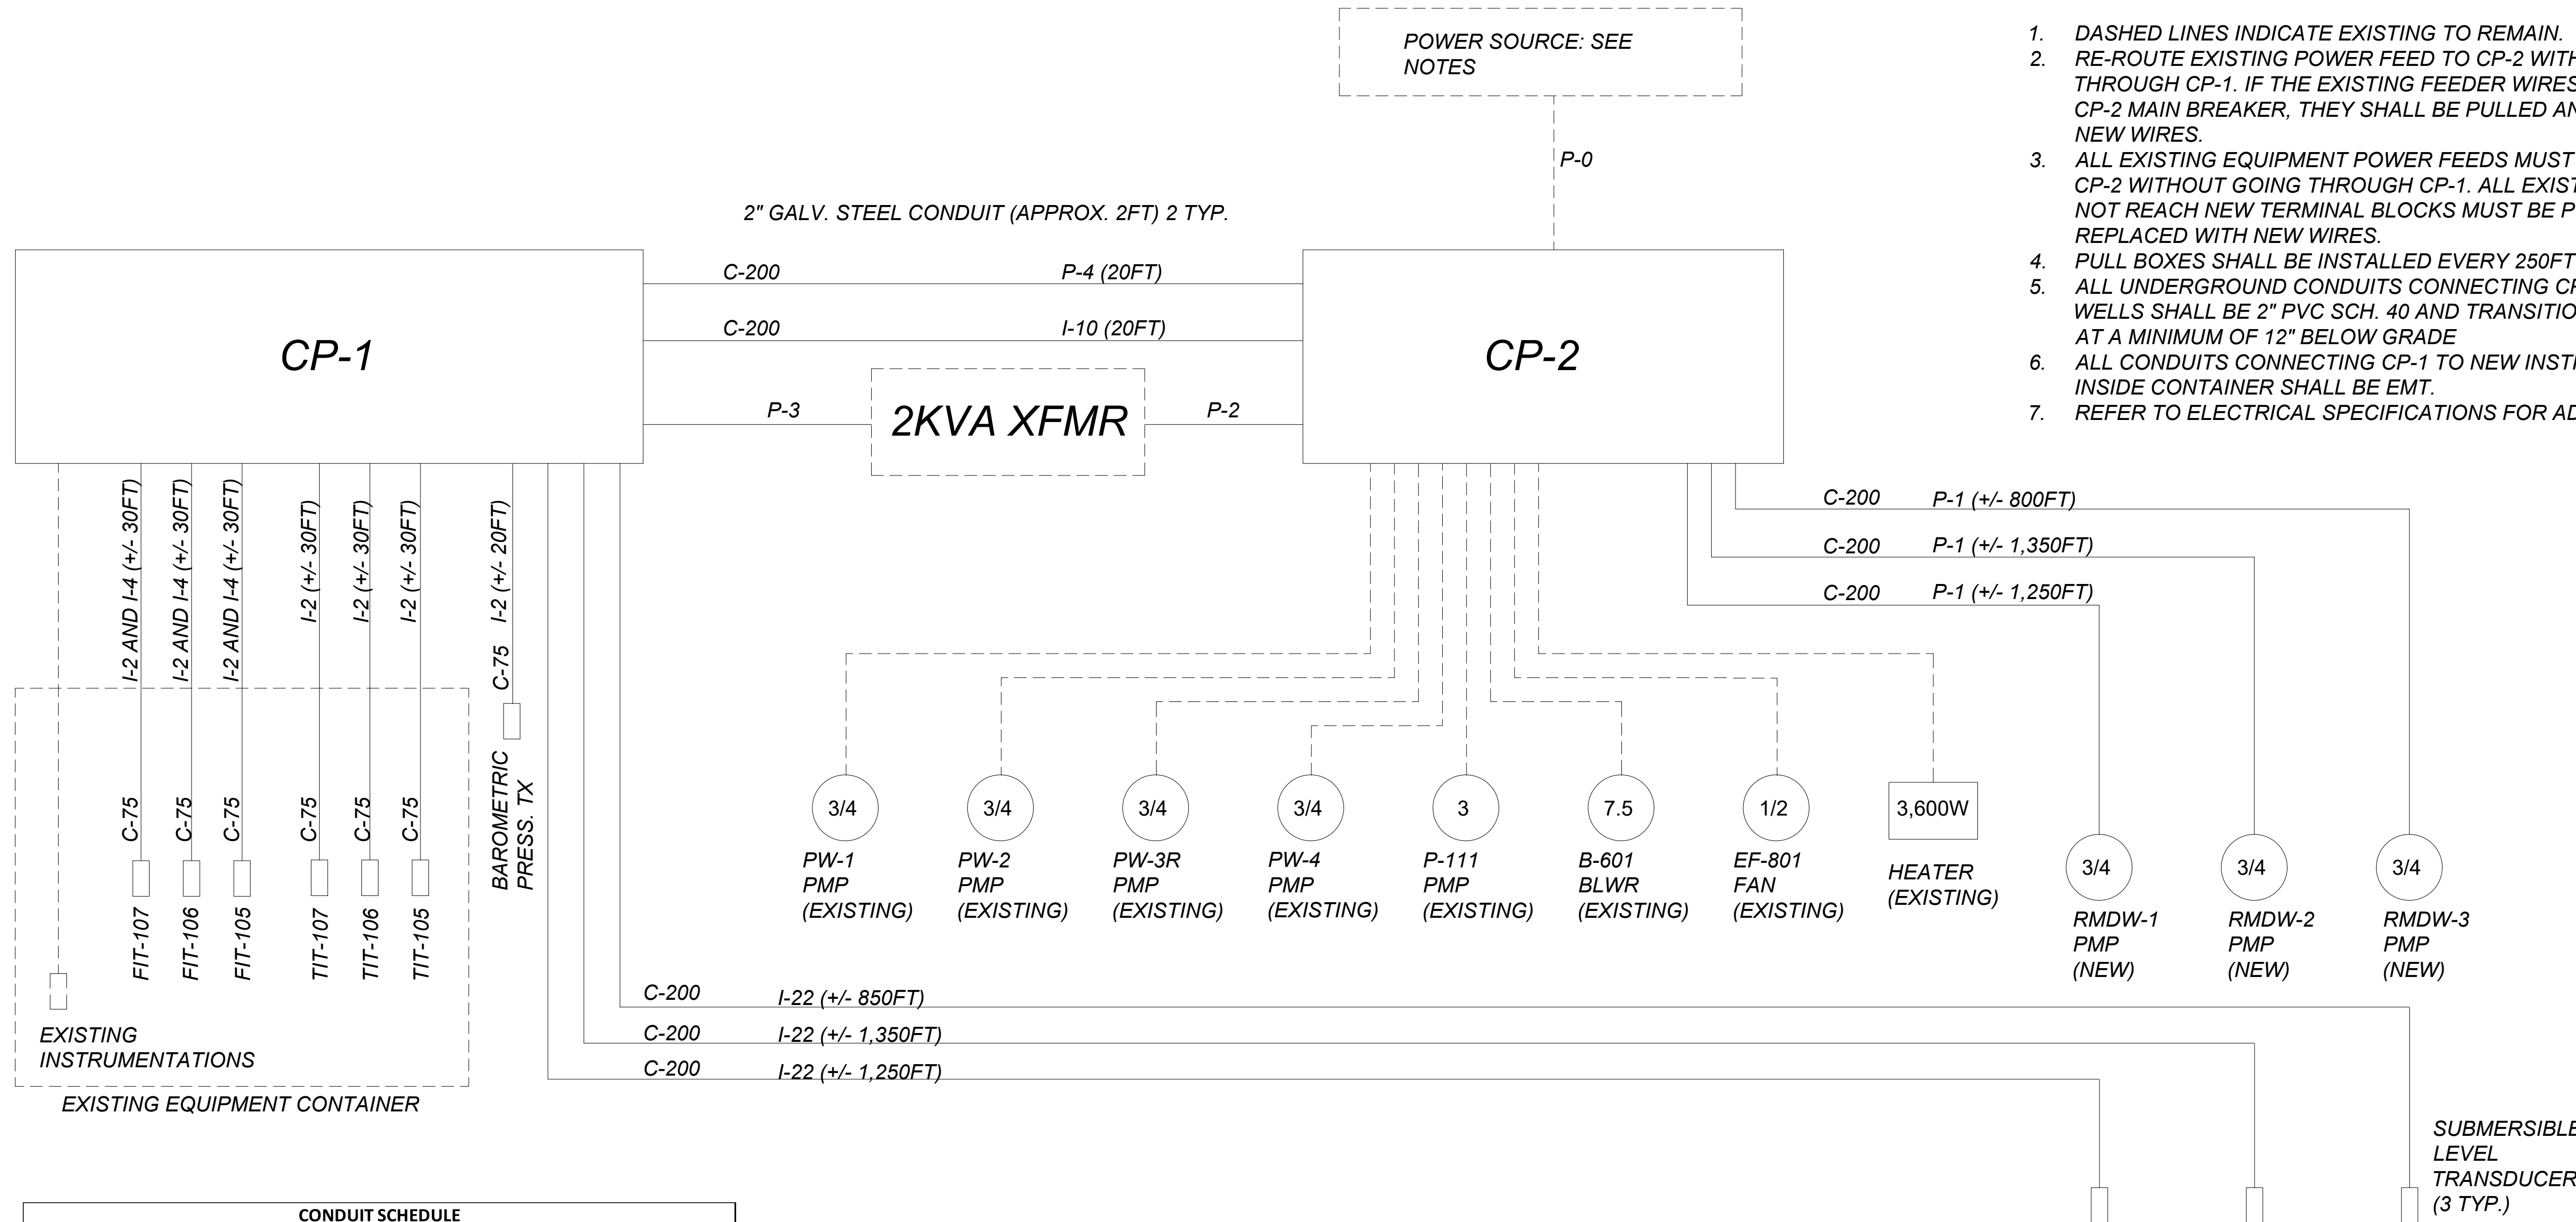 POWER SOURCE: SEE
NOTES
P-0
1. DASHED LINES INDICATE EXISTING TO REMAIN.
2. RE-ROUTE EXISTING POWER FEED TO CP-2 WITH
THROUGH CP-1. IF THE EXISTING FEEDER WIRES
CP-2 MAIN BREAKER, THEY SHALL BE PULLED AN
NEW WIRES.
3. ALL EXISTING EQUIPMENT POWER FEEDS MUST
CP-2 WITHOUT GOING THROUGH CP-1. ALL EXIST
NOT REACH NEW TERMINAL BLOCKS MUST BE P
REPLACED WITH NEW WIRES.
4. PULL BOXES SHALL BE INSTALLED EVERY 250FT
5. ALL UNDERGROUND CONDUITS CONNECTING CP
WELLS SHALL BE 2" PVC SCH. 40 AND TRANSITIO
AT A MINIMUM OF 12" BELOW GRADE
6. ALL CONDUITS CONNECTING CP-1 TO NEW INST
INSIDE CONTAINER SHALL BE EMT.
7. REFER TO ELECTRICAL SPECIFICATIONS FOR AD
2" GALV. STEEL CONDUIT (APPROX. 2FT) 2 TYP.
CP-1
C-200 P-4 (20FT)
C-200 I-10 (20FT)
P-3
2KVA XFMR
P-2
CP-2
I-2 AND I-4 (+/- 30FT)
I-2 AND I-4 (+/- 30FT)
I-2 AND I-4 (+/- 30FT)
I-2 (+/- 30FT)
I-2 (+/- 30FT)
I-2 (+/- 30FT)
C-75 I-2 (+/- 20FT)
C-200 P-1 (+/- 800FT)
C-200 P-1 (+/- 1,350FT)
C-200 P-1 (+/- 1,250FT)
C-75
C-75
C-75
C-75
C-75
C-75
FIT-107
FIT-106
FIT-105
TIT-107
TIT-106
TIT-105
BAROMETRIC
PRESS. TX
EXISTING
INSTRUMENTATIONS
EXISTING EQUIPMENT CONTAINER
3/4
PW-1
PMP
(EXISTING)
3/4
PW-2
PMP
(EXISTING)
3/4
PW-3R
PMP
(EXISTING)
3/4
PW-4
PMP
(EXISTING)
3
P-111
PMP
(EXISTING)
7.5
B-601
BLWR
(EXISTING)
1/2
EF-801
FAN
(EXISTING)
3,600W
HEATER
(EXISTING)
3/4
RMDW-1
PMP
(NEW)
3/4
RMDW-2
PMP
(NEW)
3/4
RMDW-3
PMP
(NEW)
C-200 I-22 (+/- 850FT)
C-200 I-22 (+/- 1,350FT)
C-200 I-22 (+/- 1,250FT)
SUBMERSIBLE
LEVEL
TRANSDUCER
(3 TYP.)
CONDUIT SCHEDULE